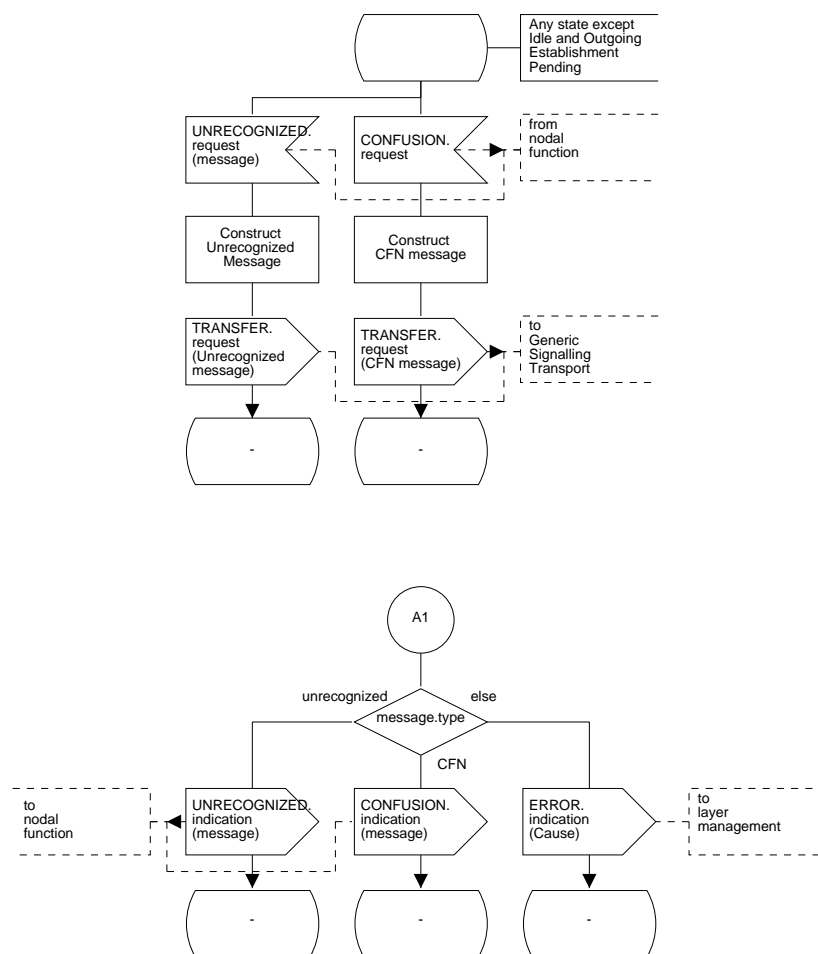 Any state except
Idle and Outgoing
Establishment
Pending
UNRECOGNIZED.
request
(message)
CONFUSION.
request
from
nodal
function
Construct
Unrecognized
Message
Construct
CFN message
TRANSFER.
request
(Unrecognized
message)
TRANSFER.
request
(CFN message)
to
Generic
Signalling
Transport
-
-
A1
unrecognized
else
message.type
CFN
to
nodal
function
UNRECOGNIZED.
indication
(message)
CONFUSION.
indication
(message)
ERROR.
indication
(Cause)
to
layer
management
-
-
-